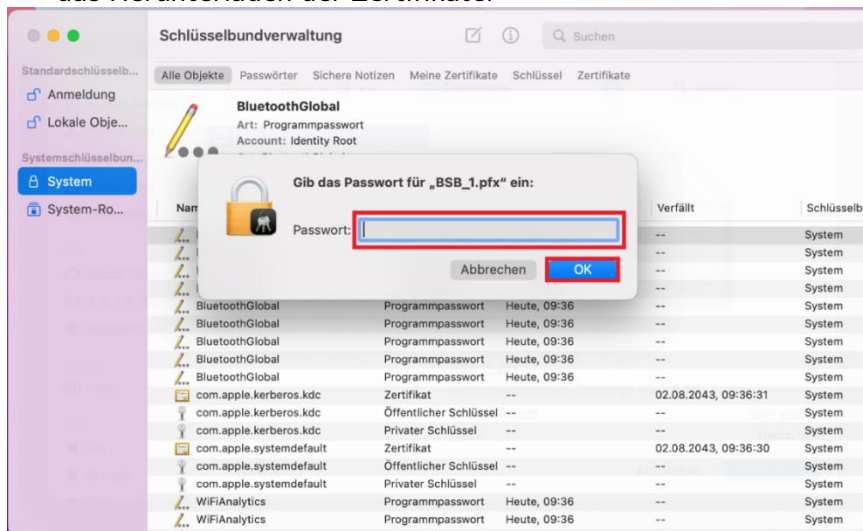 das Herunterladen der Zertifikate.
Schlüsselbundverwaltung
Suchen
Standardschlüsselb...
Anmeldung
Lokale Obje...
Systemschlüsselbun...
System
System-Ro...
Alle Objekte Passwörter Sichere Notizen Meine Zertifikate Schlüssel Zertifikate
BluetoothGlobal
Art: Programmpasswort
Account: Identity Root
Gib das Passwort für „BSB_1.pfx“ ein:
Passwort:
Abbrechen OK
Verfällt Schlüsselb
-- System
-- System
-- System
-- System
BluetoothGlobal Programmpasswort Heute, 09:36 -- System
BluetoothGlobal Programmpasswort Heute, 09:36 -- System
BluetoothGlobal Programmpasswort Heute, 09:36 -- System
BluetoothGlobal Programmpasswort Heute, 09:36 -- System
BluetoothGlobal Programmpasswort Heute, 09:36 -- System
com.apple.kerberos.kdc Zertifikat -- 02.08.2043, 09:36:31 System
com.apple.kerberos.kdc Öffentlicher Schlüssel -- -- System
com.apple.kerberos.kdc Privater Schlüssel -- -- System
com.apple.systemdefault Zertifikat -- 02.08.2043, 09:36:30 System
com.apple.systemdefault Öffentlicher Schlüssel -- -- System
com.apple.systemdefault Privater Schlüssel -- -- System
WiFiAnalytics Programmpasswort Heute, 09:36 -- System
WiFiAnalytics Programmpasswort Heute, 09:36 -- System